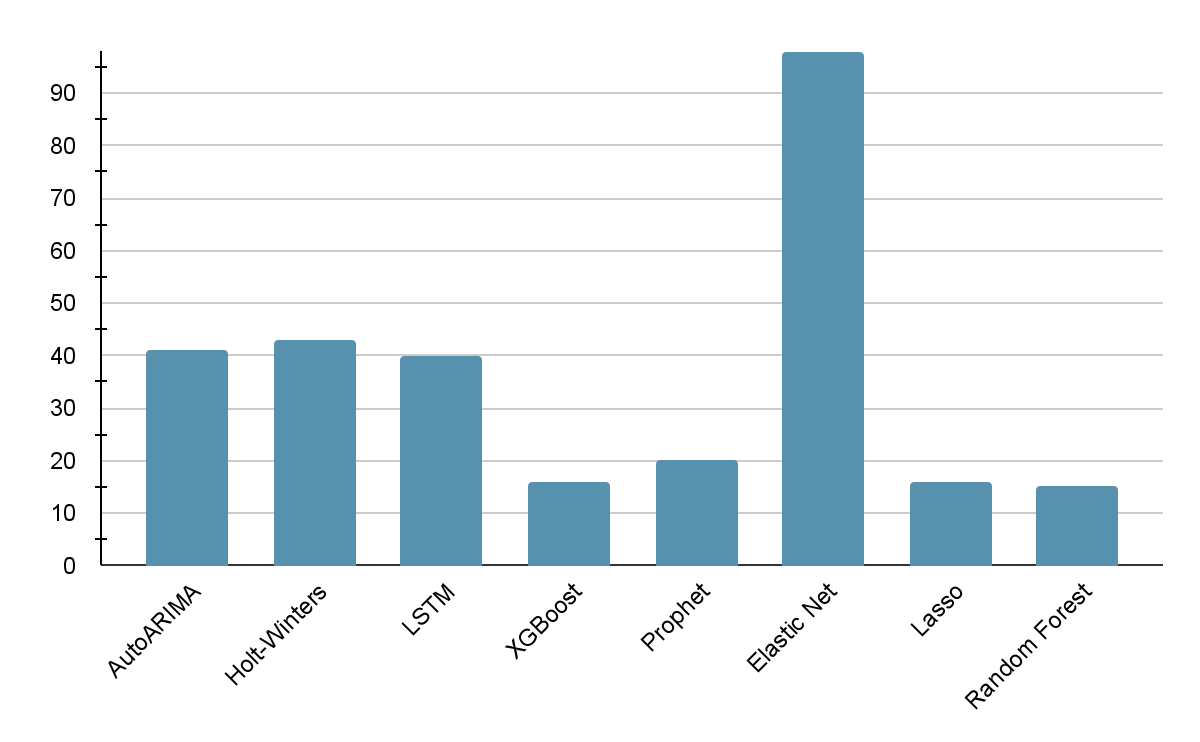 90
80
70
60
50
40
30
20
10
0
AutoARIMA
Holt-Winters
LSTM
XGBoost
Prophet
Elastic Net
Lasso
Random Forest